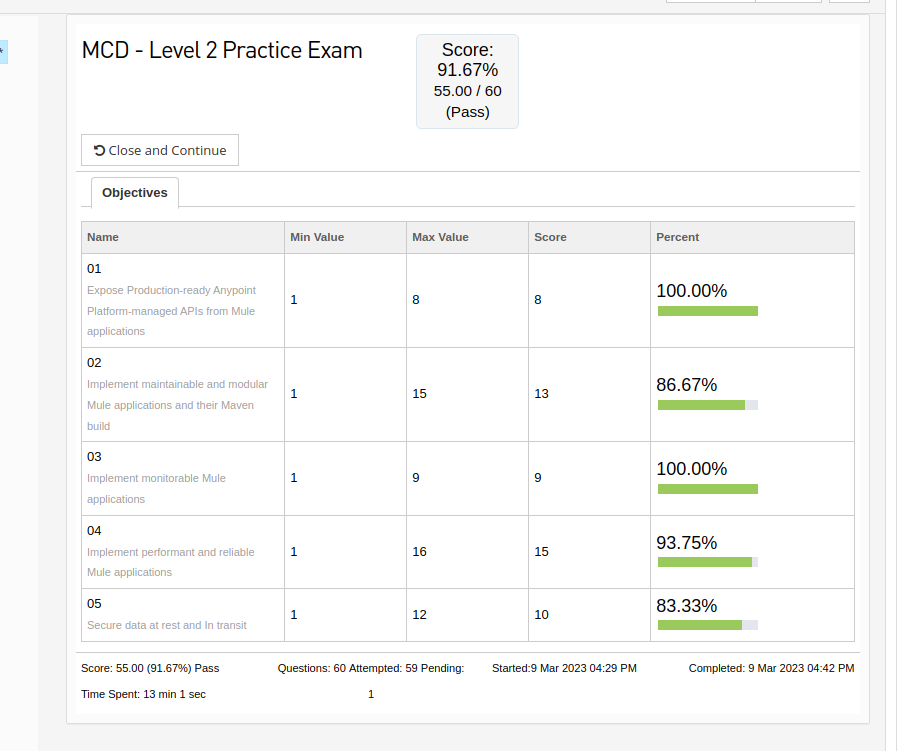 *
MCD - Level 2 Practice Exam
Score:
91.67%
55.00 / 60
(Pass)
Close and Continue
Objectives
Name Min Value Max Value Score Percent
01
Expose Production-ready Anypoint
Platform-managed APIs from Mule
applications
1 8 8 100.00%
02
Implement maintainable and modular
Mule applications and their Maven
build
1 15 13 86.67%
03
Implement monitorable Mule
applications
1 9 9 100.00%
04
Implement performant and reliable
Mule applications
1 16 15 93.75%
05
Secure data at rest and In transit
1 12 10 83.33%
Score: 55.00 (91.67%) Pass Questions: 60 Attempted: 59 Pending: Started:9 Mar 2023 04:29 PM Completed: 9 Mar 2023 04:42 PM
Time Spent: 13 min 1 sec 1